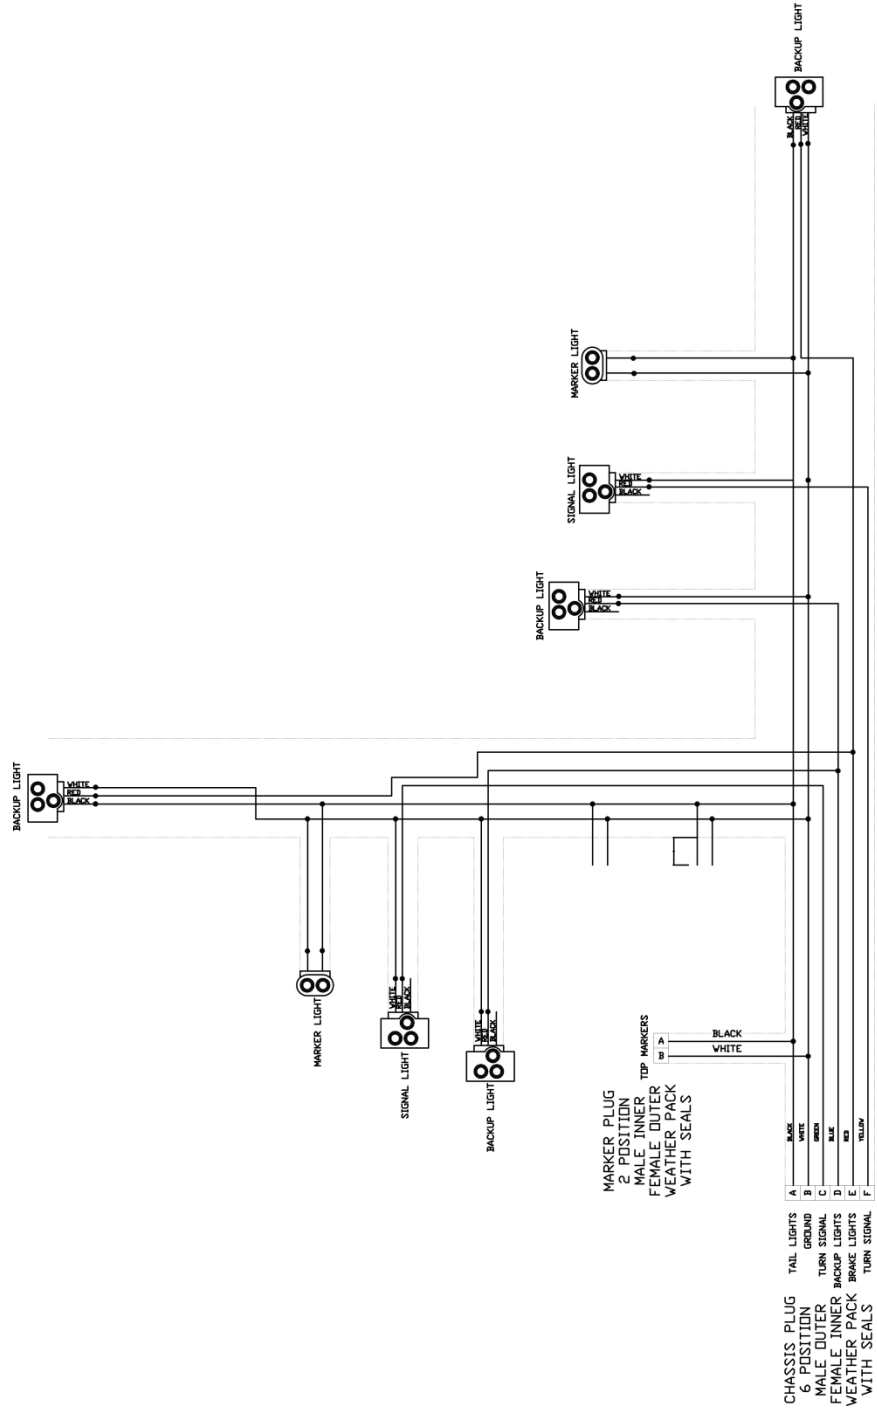 BACKUP LIGHT
BLACK
RED
WHITE
MARKER LIGHT
SIGNAL LIGHT
WHITE
RED
BLACK
BACKUP LIGHT
WHITE
RED
BLACK
BACKUP LIGHT
WHITE
RED
BLACK
MARKER LIGHT
WHITE
RED
BLACK
SIGNAL LIGHT
WHITE
RED
BLACK
BACKUP LIGHT
TOP MARKERS
A
B
BLACK
WHITE
MARKER PLUG
2 POSITION
MALE INNER
FEMALE OUTER
WEATHER PACK
WITH SEALS
BLACK
WHITE
GREEN
BLUE
RED
YELLOW
A
B
C
D
E
F
TAIL LIGHTS
GROUND
TURN SIGNAL
BACKUP LIGHTS
BRAKE LIGHTS
TURN SIGNAL
CHASSIS PLUG
6 POSITION
MALE OUTER
FEMALE INNER
WEATHER PACK
WITH SEALS